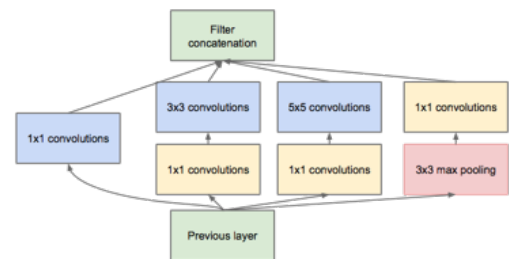 Filter
concatenation
3x3 convolutions
5x5 convolutions
1x1 convolutions
1x1 convolutions
1x1 convolutions
1x1 convolutions
3x3 max pooling
Previous layer